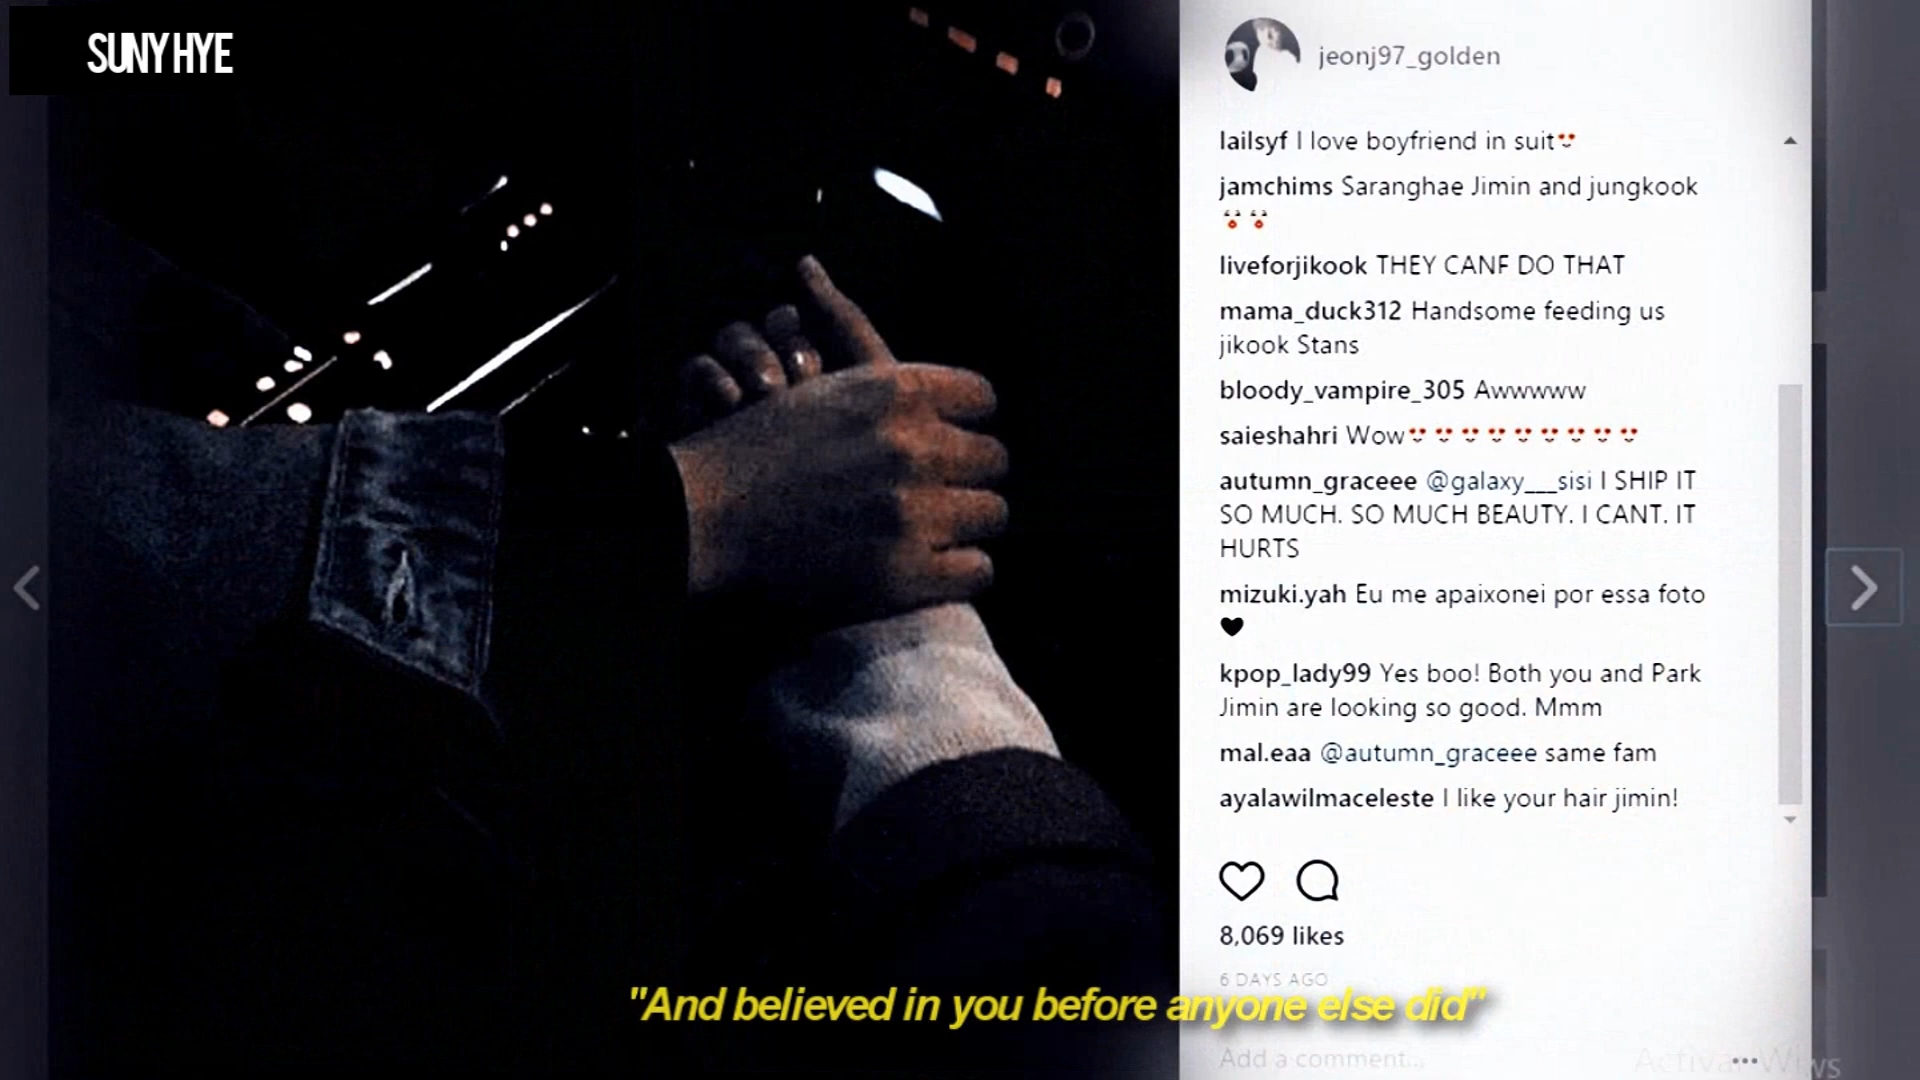 SUNY HYE
jeonj97_golden
lailsyf I love boyfriend in suit
jamchims Saranghae Jimin and jungkook
liveforjikook THEY CANF DO THAT
mama_duck312 Handsome feeding us
jikook Stans
bloody_vampire_305 Awwwww
saieshahri Wow
autumn_graceee @galaxy___sisi I SHIP IT
SO MUCH. SO MUCH BEAUTY. I CANT. IT
HURTS
mizuki.yah Eu me apaixonei por essa foto
kpop_lady99 Yes boo! Both you and Park
Jimin are looking so good. Mmm
mal.eaa @autumn_graceee same fam
ayalawilmaceleste I like your hair jimin!
8,069 likes
6 DAYS AGO
"And believed in you before anyone else did"
Add a comment...